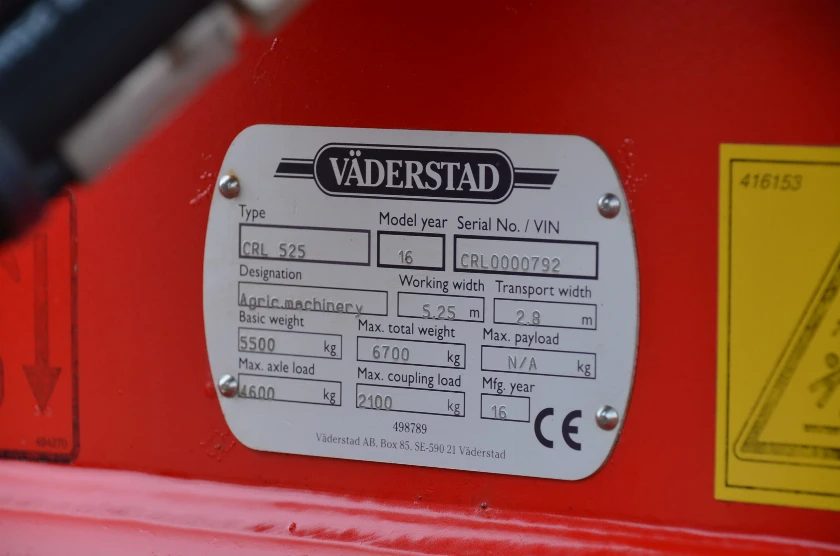 VÄDERSTAD
Type Model year Serial No. / VIN
CRL 525 16 CRL0000792
Designation Working width Transport width
Agric.machinery 5.25 m 2.8 m
Basic weight Max. total weight Max. payload
5500 kg 6700 kg N/A kg
Max. axle load Max. coupling load Mfg. year
4600 kg 2100 kg 16
CE
498789
Väderstad AB, Box 85, SE-590 21 Väderstad
416153